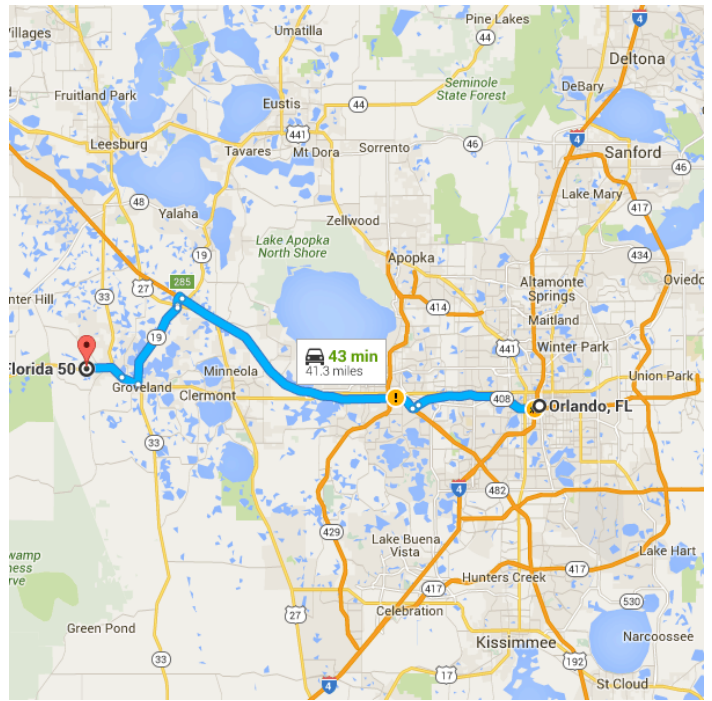 Villages
Umatilla
Pine Lakes
44
4
Deltona
44
Seminole
State Forest
DeBary
Fruitland Park
Eustis
44
441
Leesburg
Tavares
Mt Dora
Sorrento
46
4
Sanford
46
48
Lake Mary
Yalaha
417
Zellwood
19
Lake Apopka
North Shore
434
Apopka
Oviedo
285
27
Altamonte
Springs
nter Hill
33
414
Maitland
19
441
Winter Park
43 min
41.3 miles
Florida 50
Minneola
Union Park
Groveland
Clermont
!
408
Orlando, FL
33
4
482
429
Lake Buena
Vista
Lake Hart
wamp
ness
rve
Hunters Creek
417
417
Celebration
530
27
Green Pond
Kissimmee
Narcoossee
33
192
17
4
St Cloud